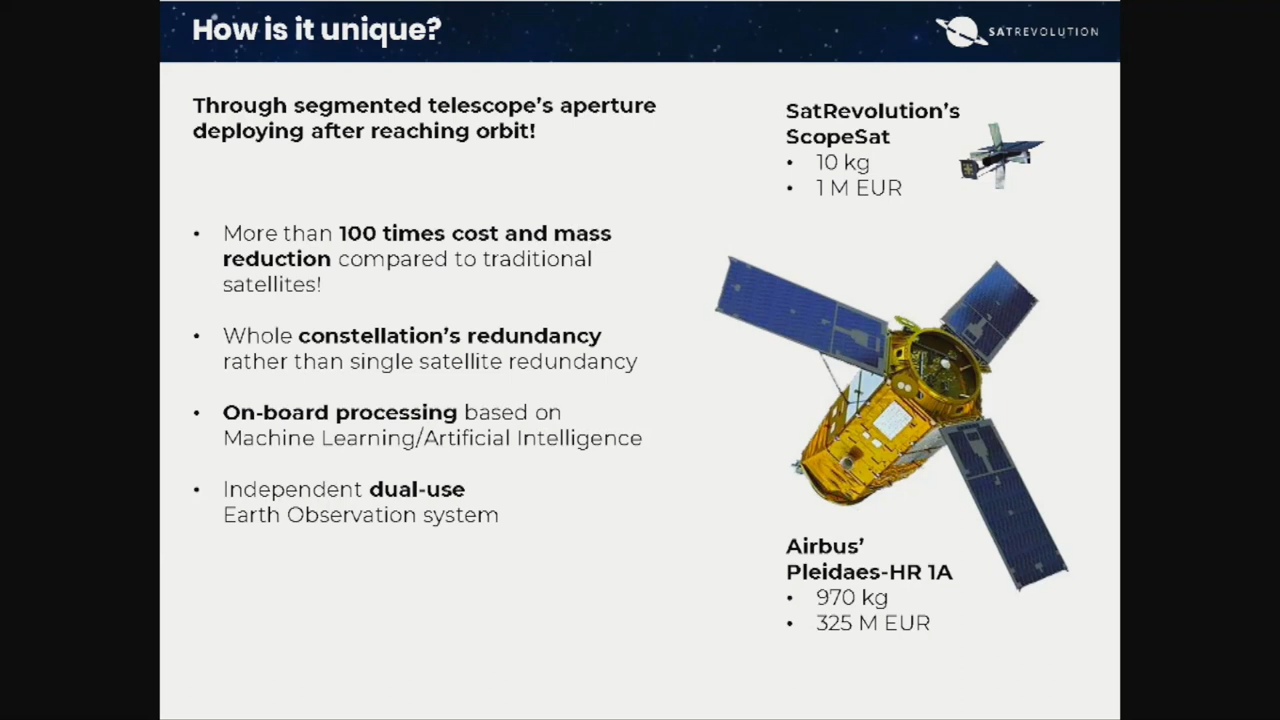 How is it unique?
SATREVOLUTION
Through segmented telescope's aperture
deploying after reaching orbit!
• More than 100 times cost and mass
reduction compared to traditional
satellites!
• Whole constellation's redundancy
rather than single satellite redundancy
• On-board processing based on
Machine Learning/Artificial Intelligence
• Independent dual-use
Earth Observation system
SatRevolution's
ScopeSat
• 10 kg
• 1 M EUR
Airbus'
Pleidaes-HR 1A
• 970 kg
• 325 M EUR